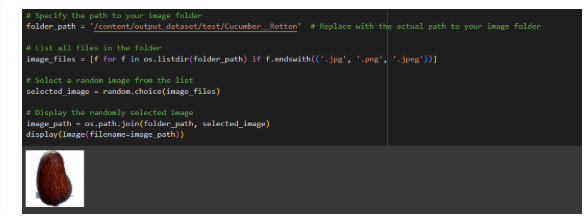 # Specify the path to your image folder
folder_path = '/content/output_dataset/test/Cucumber__Rotten'  # Replace with the actual path to your image folder
# List all files in the folder
image_files = [f for f in os.listdir(folder_path) if f.endswith(('.jpg', '.png', '.jpeg'))]
# Select a random image from the list
selected_image = random.choice(image_files)
# Display the randomly selected image
image_path = os.path.join(folder_path, selected_image)
display(Image(filename=image_path))